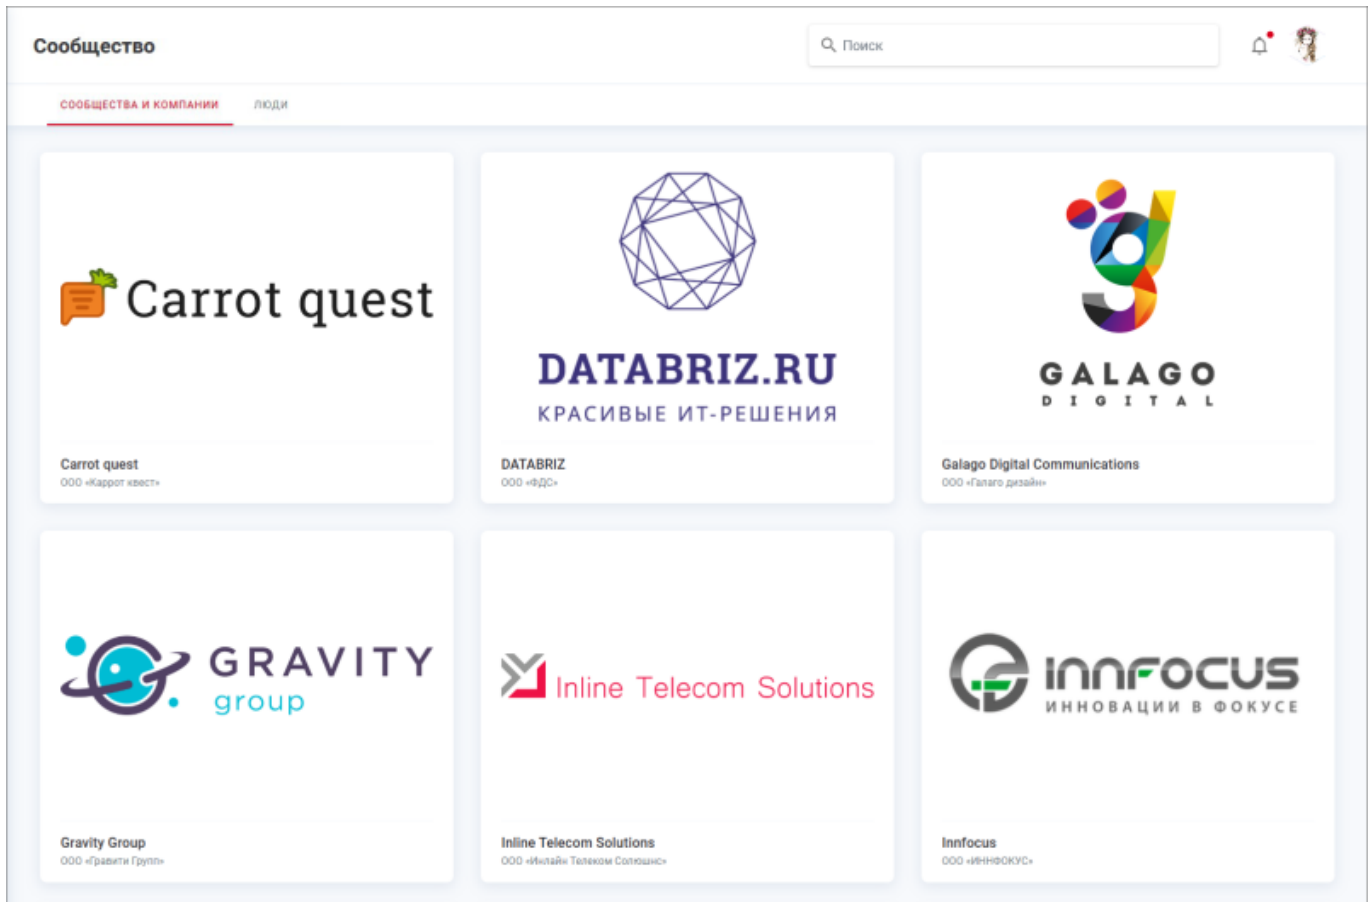 Сообщество
Поиск
СООБЩЕСТВА И КОМПАНИИ
ЛЮДИ
Carrot quest
DATABRIZ.RU
КРАСИВЫЕ ИТ-РЕШЕНИЯ
GALAGO
DIGITAL
Carrot quest
ООО «Каррот квест»
DATABRIZ
ООО «ФДС»
Galago Digital Communications
ООО «Галаго дизайн»
GRAVITY
group
Inline Telecom Solutions
INNFOCUS
ИННОВАЦИИ В ФОКУСЕ
Gravity Group
ООО «Гравити Групп»
Inline Telecom Solutions
ООО «Инлайн Телеком Солюшнс»
Innfocus
ООО «ИННФОКУС»